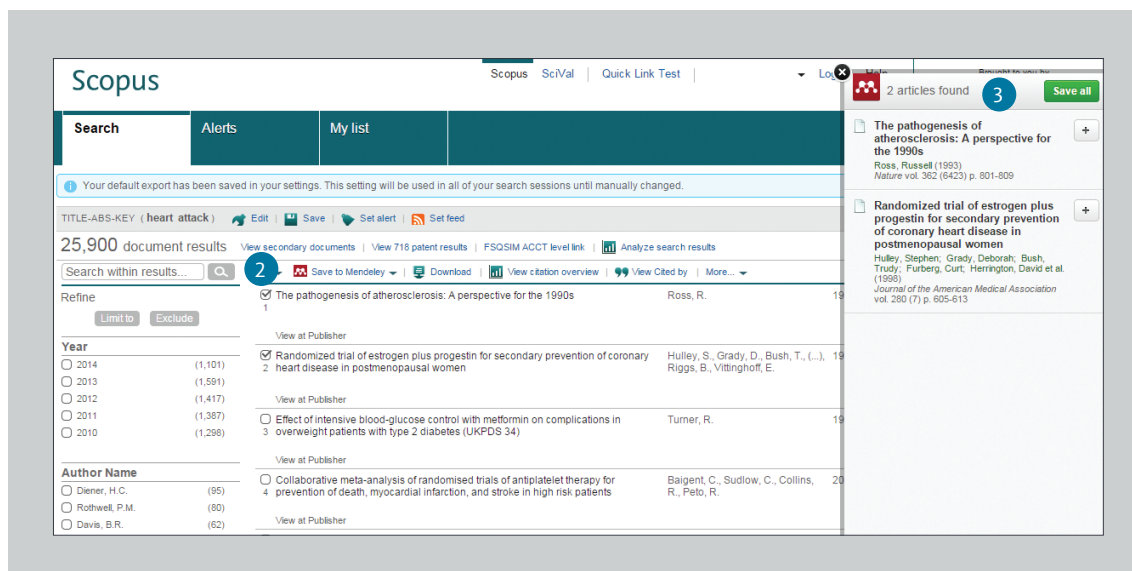 Scopus
Scopus SciVal Quick Link Test
Search Alerts My list
Your default export has been saved in your settings. This setting will be used in all of your search sessions until manually changed.
TITLE-ABS-KEY ( heart attack ) Edit Save Set alert Set feed
25,900 document results View secondary documents View 718 patent results FSQSIM ACCT level link Analyze search results
Search within results... 2 Save to Mendeley Download View citation overview View Cited by More...
Refine
Limit to Exclude
Year
2014 (1,101)
2013 (1,591)
2012 (1,417)
2011 (1,387)
2010 (1,298)
Author Name
Diener, H.C. (95)
Rothwell, P.M. (80)
Davis, B.R. (62)
The pathogenesis of atherosclerosis: A perspective for the 1990s Ross, R. 19
1
View at Publisher
Randomized trial of estrogen plus progestin for secondary prevention of coronary Hulley, S., Grady, D., Bush, T., (...), 19
2 heart disease in postmenopausal women Riggs, B., Vittinghoff, E.
View at Publisher
Effect of intensive blood-glucose control with metformin on complications in Turner, R. 19
3 overweight patients with type 2 diabetes (UKPDS 34)
View at Publisher
Collaborative meta-analysis of randomised trials of antiplatelet therapy for Baigent, C., Sudlow, C., Collins, 20
4 prevention of death, myocardial infarction, and stroke in high risk patients R., Peto, R.
View at Publisher
2 articles found 3 Save all
The pathogenesis of
atherosclerosis: A perspective for
the 1990s
Ross, Russell (1993)
Nature vol. 362 (6423) p. 801-809
Randomized trial of estrogen plus
progestin for secondary prevention
of coronary heart disease in
postmenopausal women
Hulley, Stephen; Grady, Deborah; Bush,
Trudy; Furberg, Curt; Herrington, David et al.
(1998)
Journal of the American Medical Association
vol. 280 (7) p. 605-613